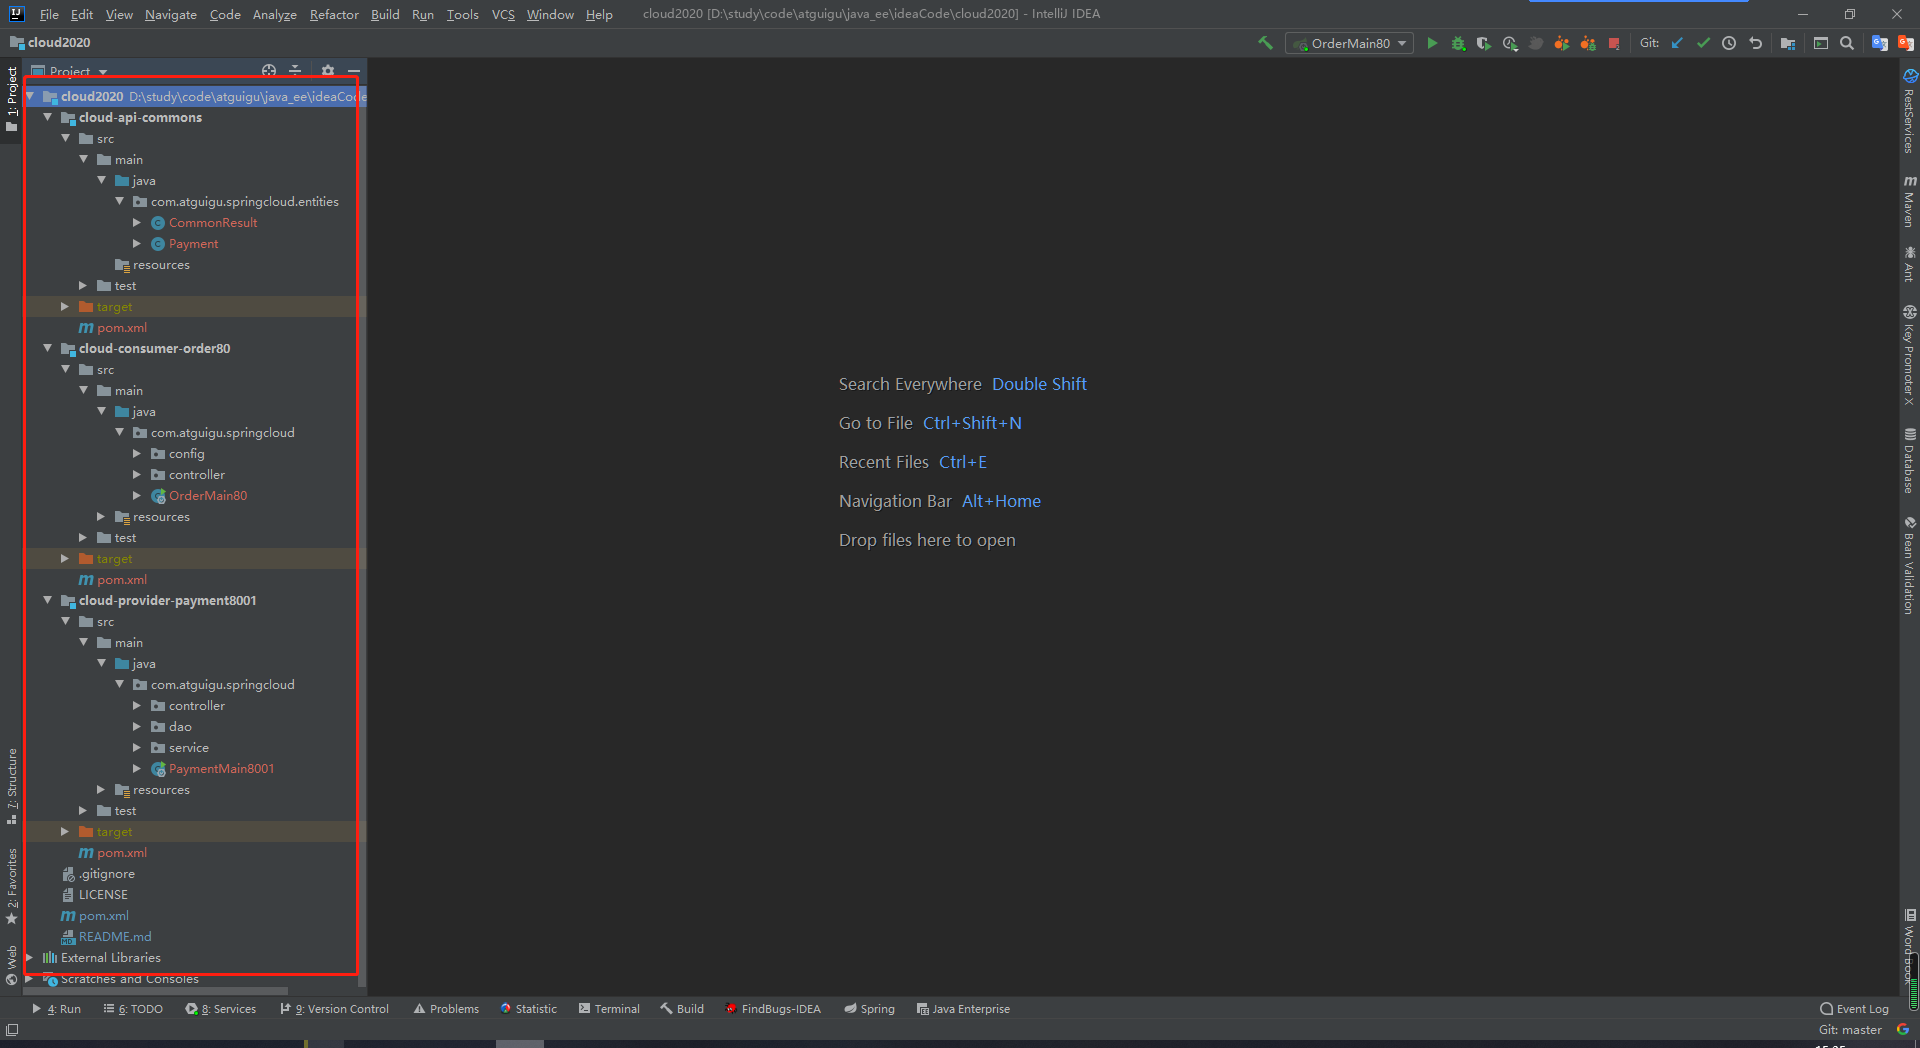 File Edit View Navigate Code Analyze Refactor Build Run Tools VCS Window Help cloud2020 [D:\study\code\atguigu\java_ee\ideaCode\cloud2020] - IntelliJ IDEA
cloud2020
OrderMain80
Git:
Project
1: Project
cloud2020 D:\study\code\atguigu\java_ee\ideaCode
cloud-api-commons
src
main
java
com.atguigu.springcloud.entities
CommonResult
Payment
resources
test
target
pom.xml
cloud-consumer-order80
src
main
java
com.atguigu.springcloud
config
controller
OrderMain80
resources
test
target
pom.xml
cloud-provider-payment8001
src
main
java
com.atguigu.springcloud
controller
dao
service
PaymentMain8001
resources
test
target
pom.xml
.gitignore
LICENSE
pom.xml
README.md
External Libraries
Scratches and Consoles
7: Structure
2: Favorites
Web
Search Everywhere Double Shift
Go to File Ctrl+Shift+N
Recent Files Ctrl+E
Navigation Bar Alt+Home
Drop files here to open
RestServices
Maven
Ant
Key Promoter X
Database
Bean Validation
Word Book
4: Run 6: TODO 8: Services 9: Version Control Problems Statistic Terminal Build FindBugs-IDEA Spring Java Enterprise Event Log
Git: master